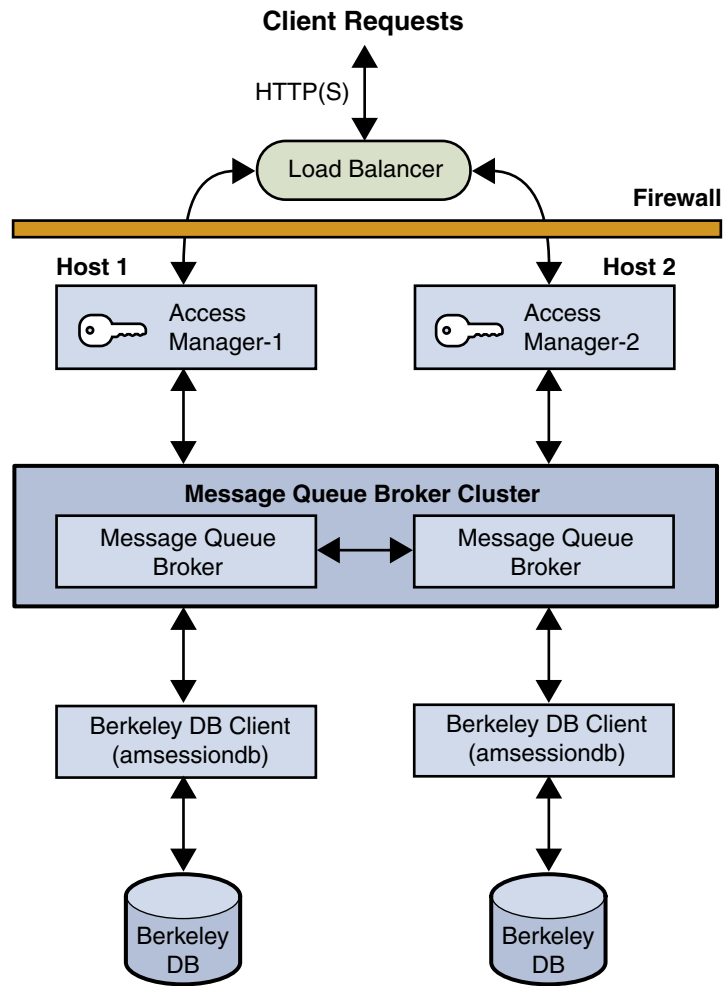 Client Requests
HTTP(S)
Load Balancer
Firewall
Host 1
Host 2
Access
Manager-1
Access
Manager-2
Message Queue Broker Cluster
Message Queue
Broker
Message Queue
Broker
Berkeley DB Client
(amsessiondb)
Berkeley DB Client
(amsessiondb)
Berkeley
DB
Berkeley
DB